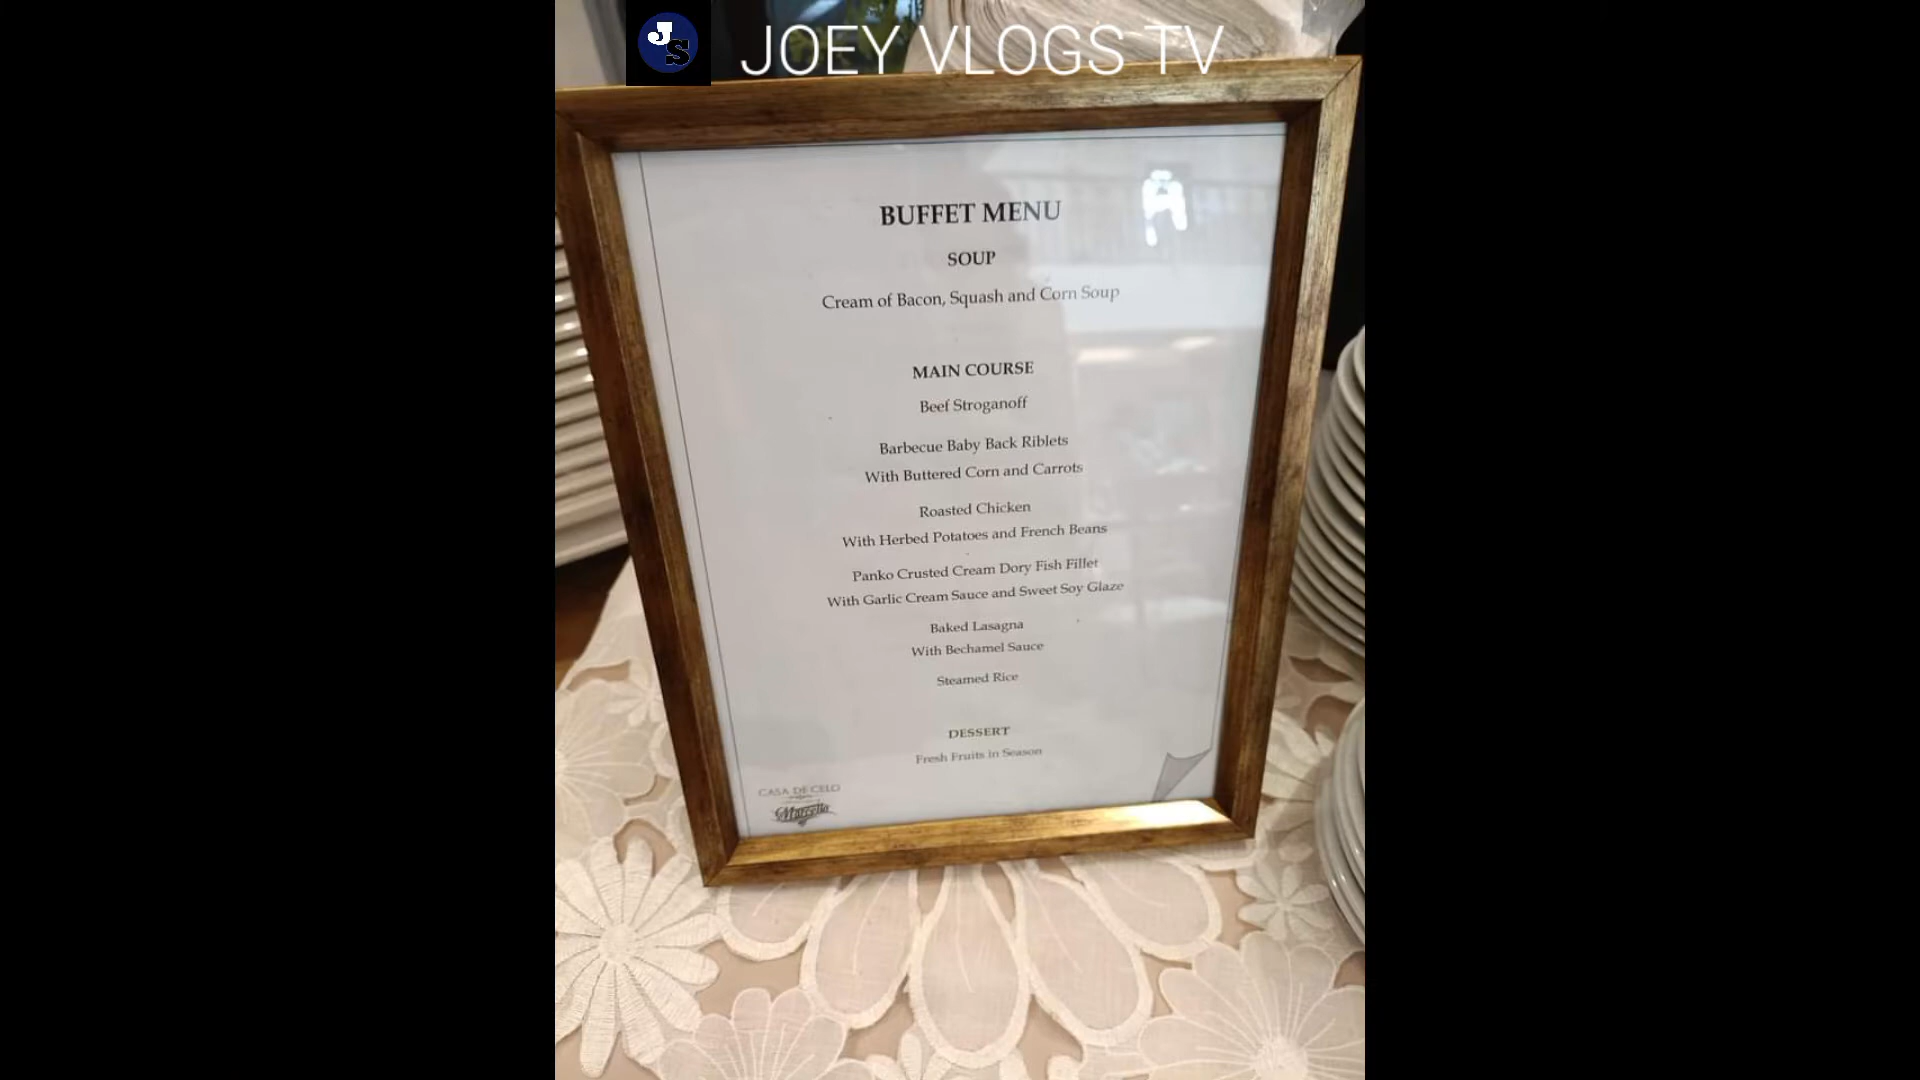 JS
JOEY VLOGS TV
BUFFET MENU
SOUP
Cream of Bacon, Squash and Corn Soup
MAIN COURSE
Beef Stroganoff
Barbecue Baby Back Riblets
With Buttered Corn and Carrots
Roasted Chicken
With Herbed Potatoes and French Beans
Panko Crusted Cream Dory Fish Fillet
With Garlic Cream Sauce and Sweet Soy Glaze
Baked Lasagna
With Bechamel Sauce
Steamed Rice
DESSERT
Fresh Fruits in Season
CASA DE CELO